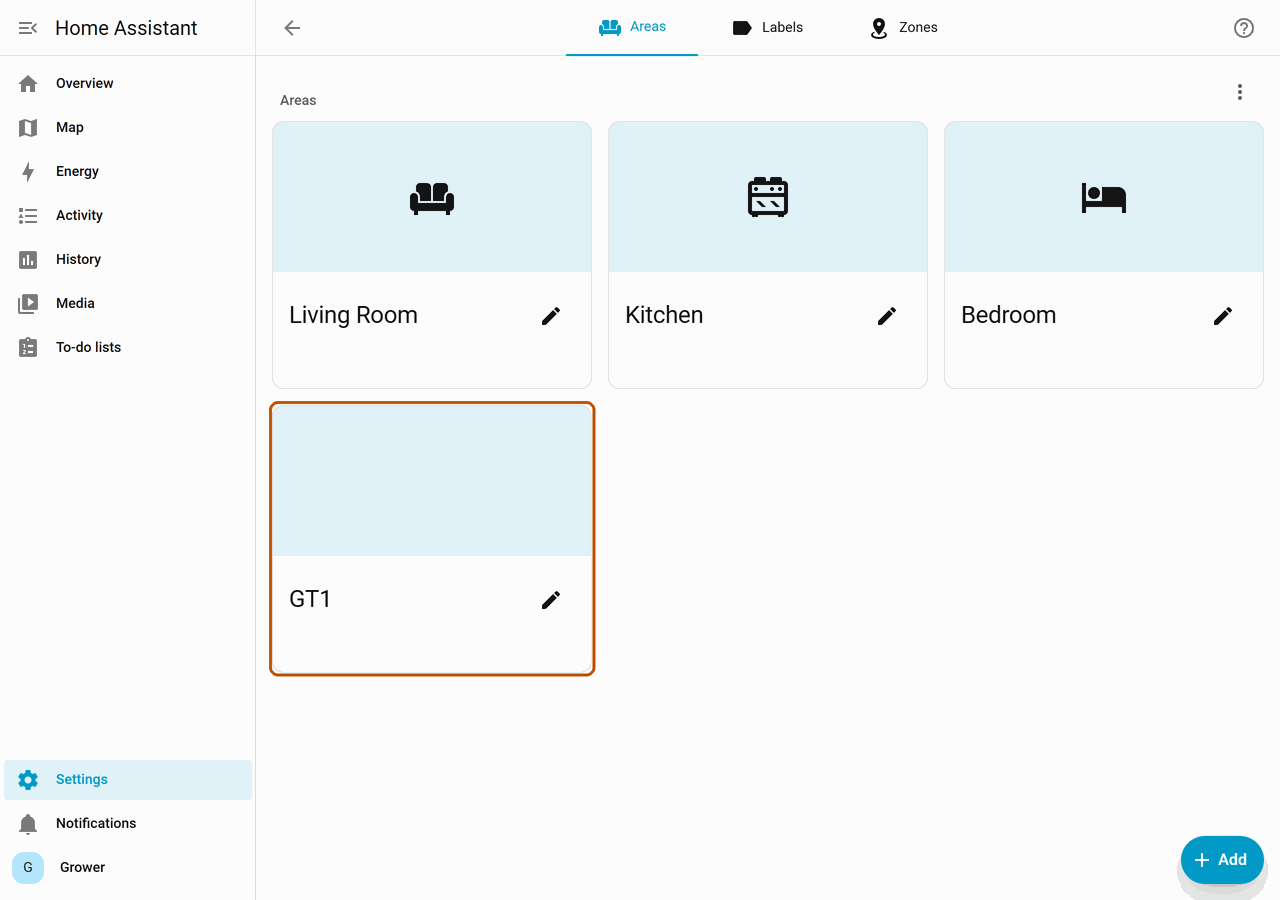 Home Assistant
Areas
Labels
Zones
Overview
Map
Energy
Activity
History
Media
To-do lists
Areas
Living Room
Kitchen
Bedroom
GT1
Settings
Notifications
G
Grower
Add